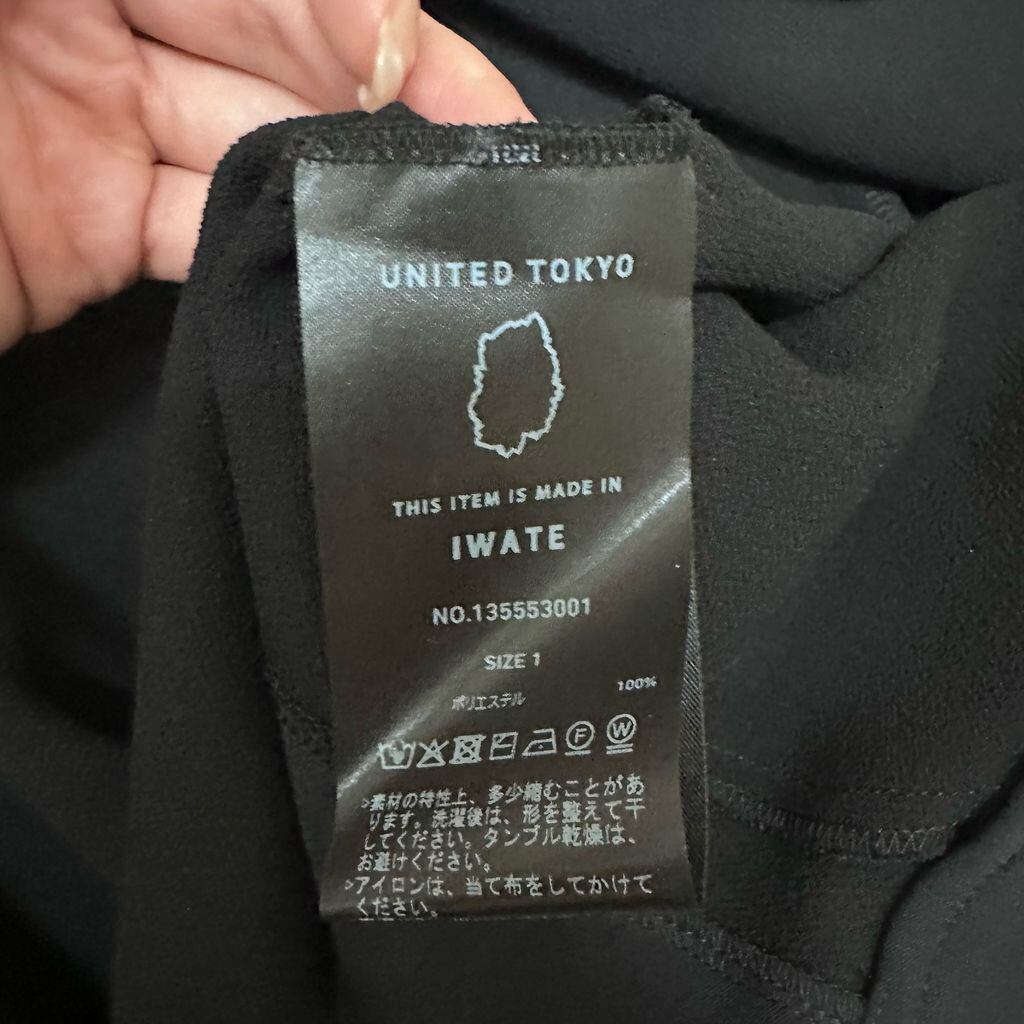 UNITED TOKYO
THIS ITEM IS MADE IN
IWATE
NO.135553001
SIZE 1
ポリエステル 100%
F W
>素材の特性上、多少縮むことがあ
ります。洗濯後は、形を整えて干
してください。タンブル乾燥は、
お避けください。
>アイロンは、当て布をしてかけて
ください。